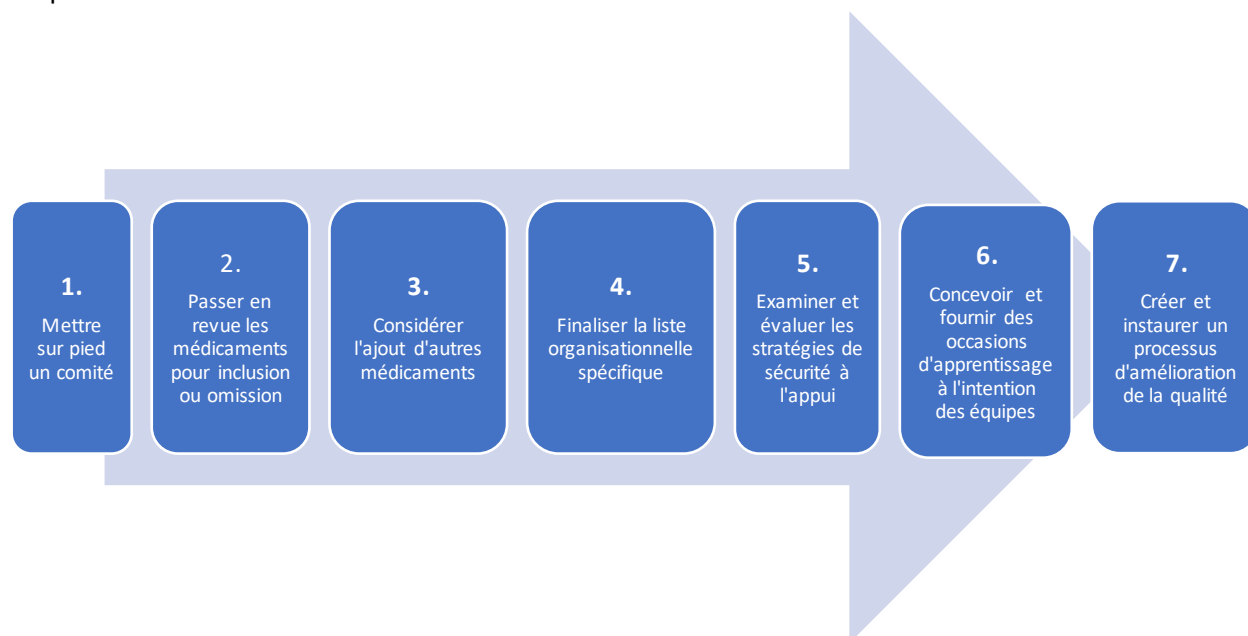 1.
Mettre
sur pied
un comité
2.
Passer en
revue les
médicaments
pour inclusion
ou omission
3.
Considérer
l'ajout d'autres
médicaments
4.
Finaliser la liste
organisationnelle
spécifique
5.
Examiner et
évaluer les
stratégies de
sécurité à
l'appui
6.
Concevoir et
fournir des
occasions
d'apprentissage
à l'intention
des équipes
7.
Créer et
instaurer un
processus
d'amélioration
de la qualité